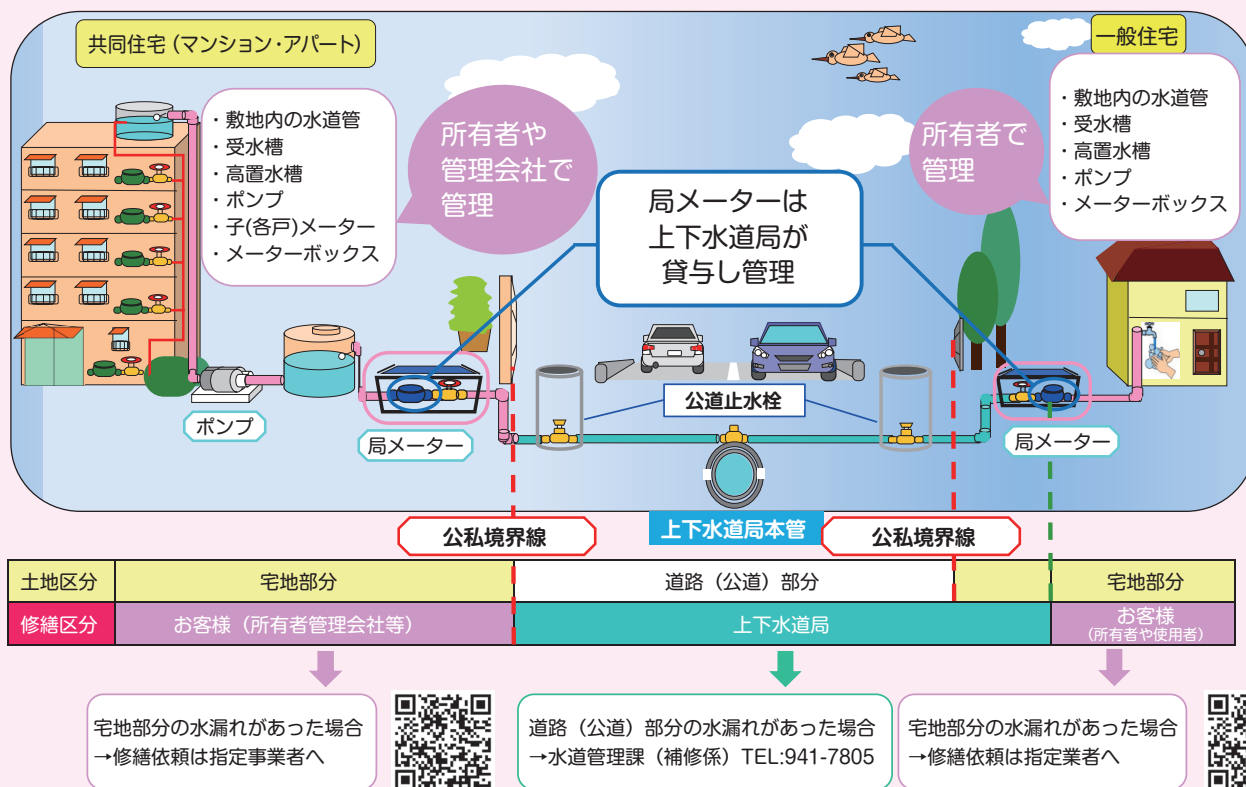 共同住宅（マンション・アパート）
・敷地内の水道管
・受水槽
・高置水槽
・ポンプ
・子(各戸)メーター
・メーターボックス
所有者や
管理会社で
管理
局メーターは
上下水道局が
貸与し管理
所有者で
管理
一般住宅
・敷地内の水道管
・受水槽
・高置水槽
・ポンプ
・メーターボックス
ポンプ
局メーター
公道止水栓
局メーター
公私境界線
上下水道局本管
公私境界線
土地区分 宅地部分 道路（公道）部分 宅地部分
修繕区分 お客様（所有者管理会社等） 上下水道局 お客様
(所有者や使用者)
宅地部分の水漏れがあった場合
→修繕依頼は指定事業者へ
道路（公道）部分の水漏れがあった場合
→水道管理課（補修係）TEL:941-7805
宅地部分の水漏れがあった場合
→修繕依頼は指定業者へ